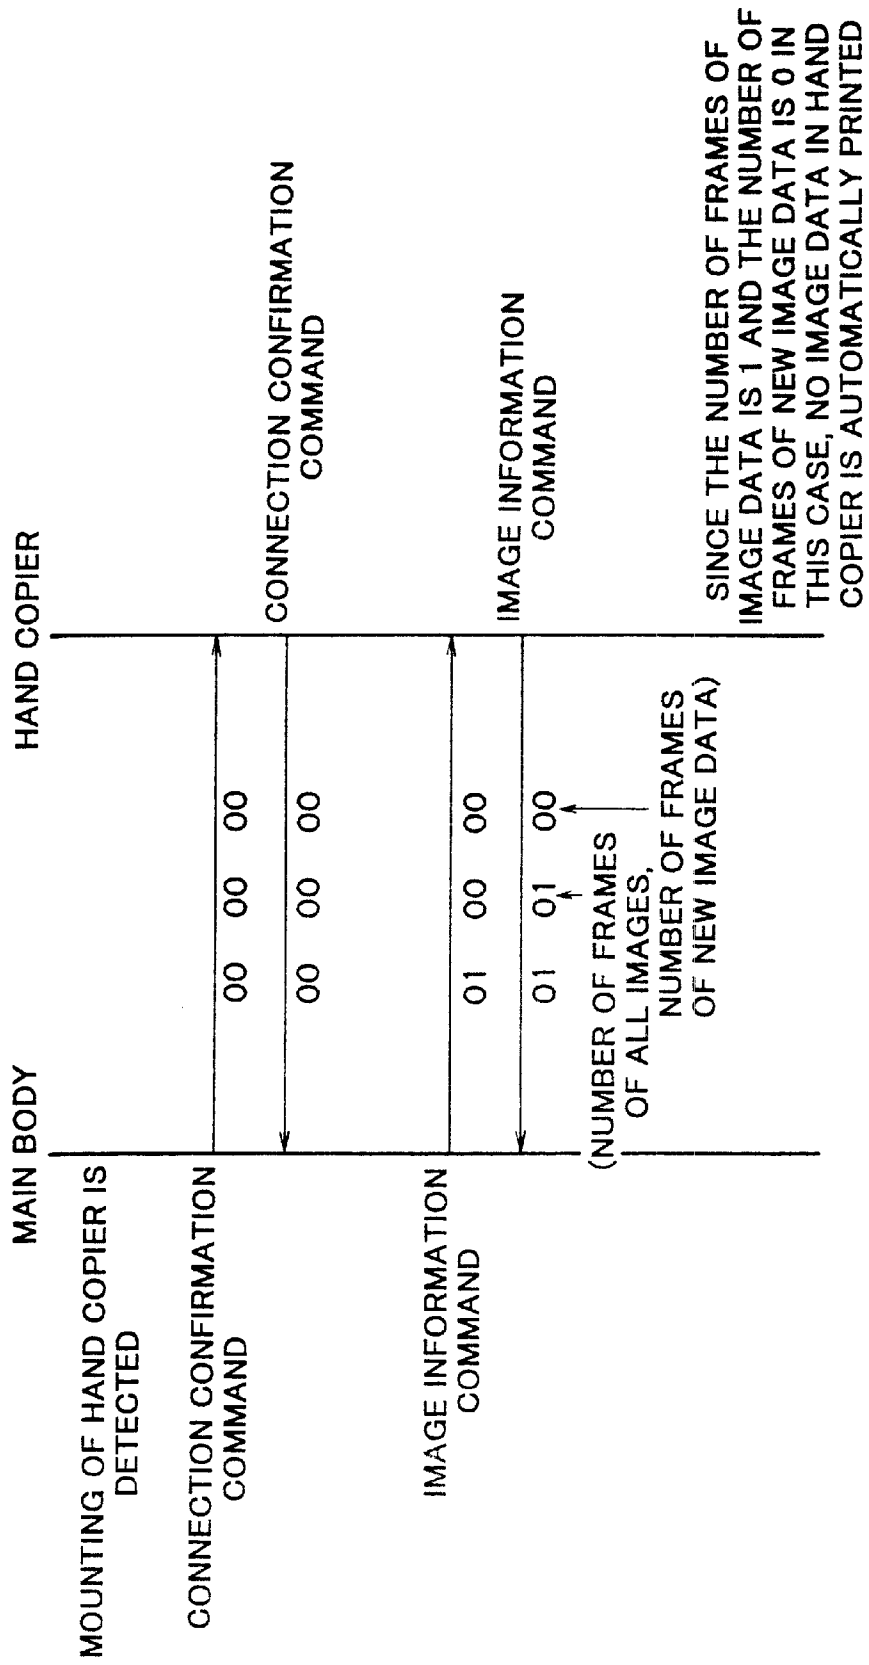 MAIN BODY
HAND COPIER
MOUNTING OF HAND COPIER IS
DETECTED
CONNECTION CONFIRMATION
COMMAND
00 00 00
CONNECTION CONFIRMATION
COMMAND
00 00 00
IMAGE INFORMATION
COMMAND
01 00 00
IMAGE INFORMATION
COMMAND
01 01 00
(NUMBER OF FRAMES
OF ALL IMAGES,
NUMBER OF FRAMES
OF NEW IMAGE DATA)
SINCE THE NUMBER OF FRAMES OF
IMAGE DATA IS 1 AND THE NUMBER OF
FRAMES OF NEW IMAGE DATA IS 0 IN
THIS CASE, NO IMAGE DATA IN HAND
COPIER IS AUTOMATICALLY PRINTED